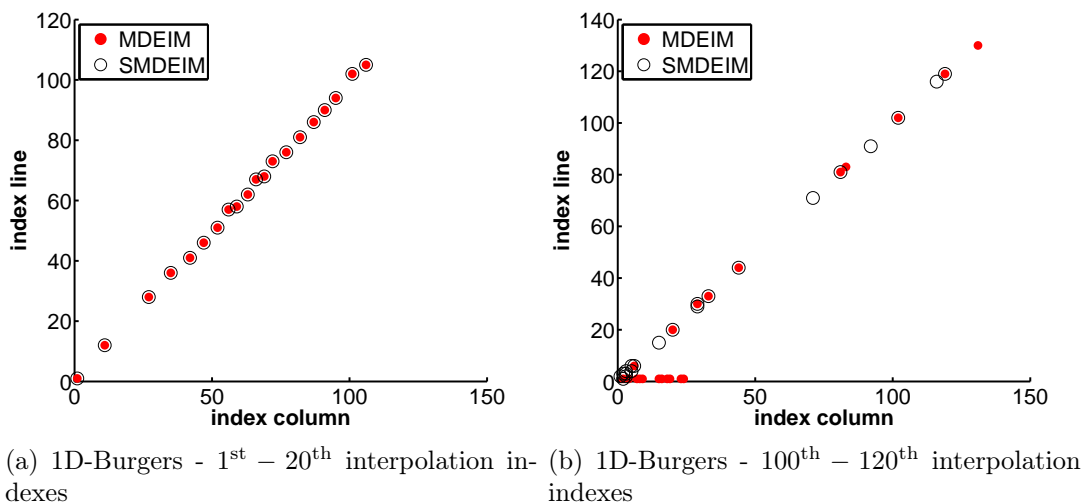 120
100
80
60
40
20
0
0
50
100
150
index line
index column
MDEIM
SMDEIM
140
120
100
80
60
40
20
0
0
50
100
150
index line
index column
MDEIM
SMDEIM
(a) 1D-Burgers - 1st − 20th interpolation in-
dexes
(b) 1D-Burgers - 100th − 120th interpolation
indexes